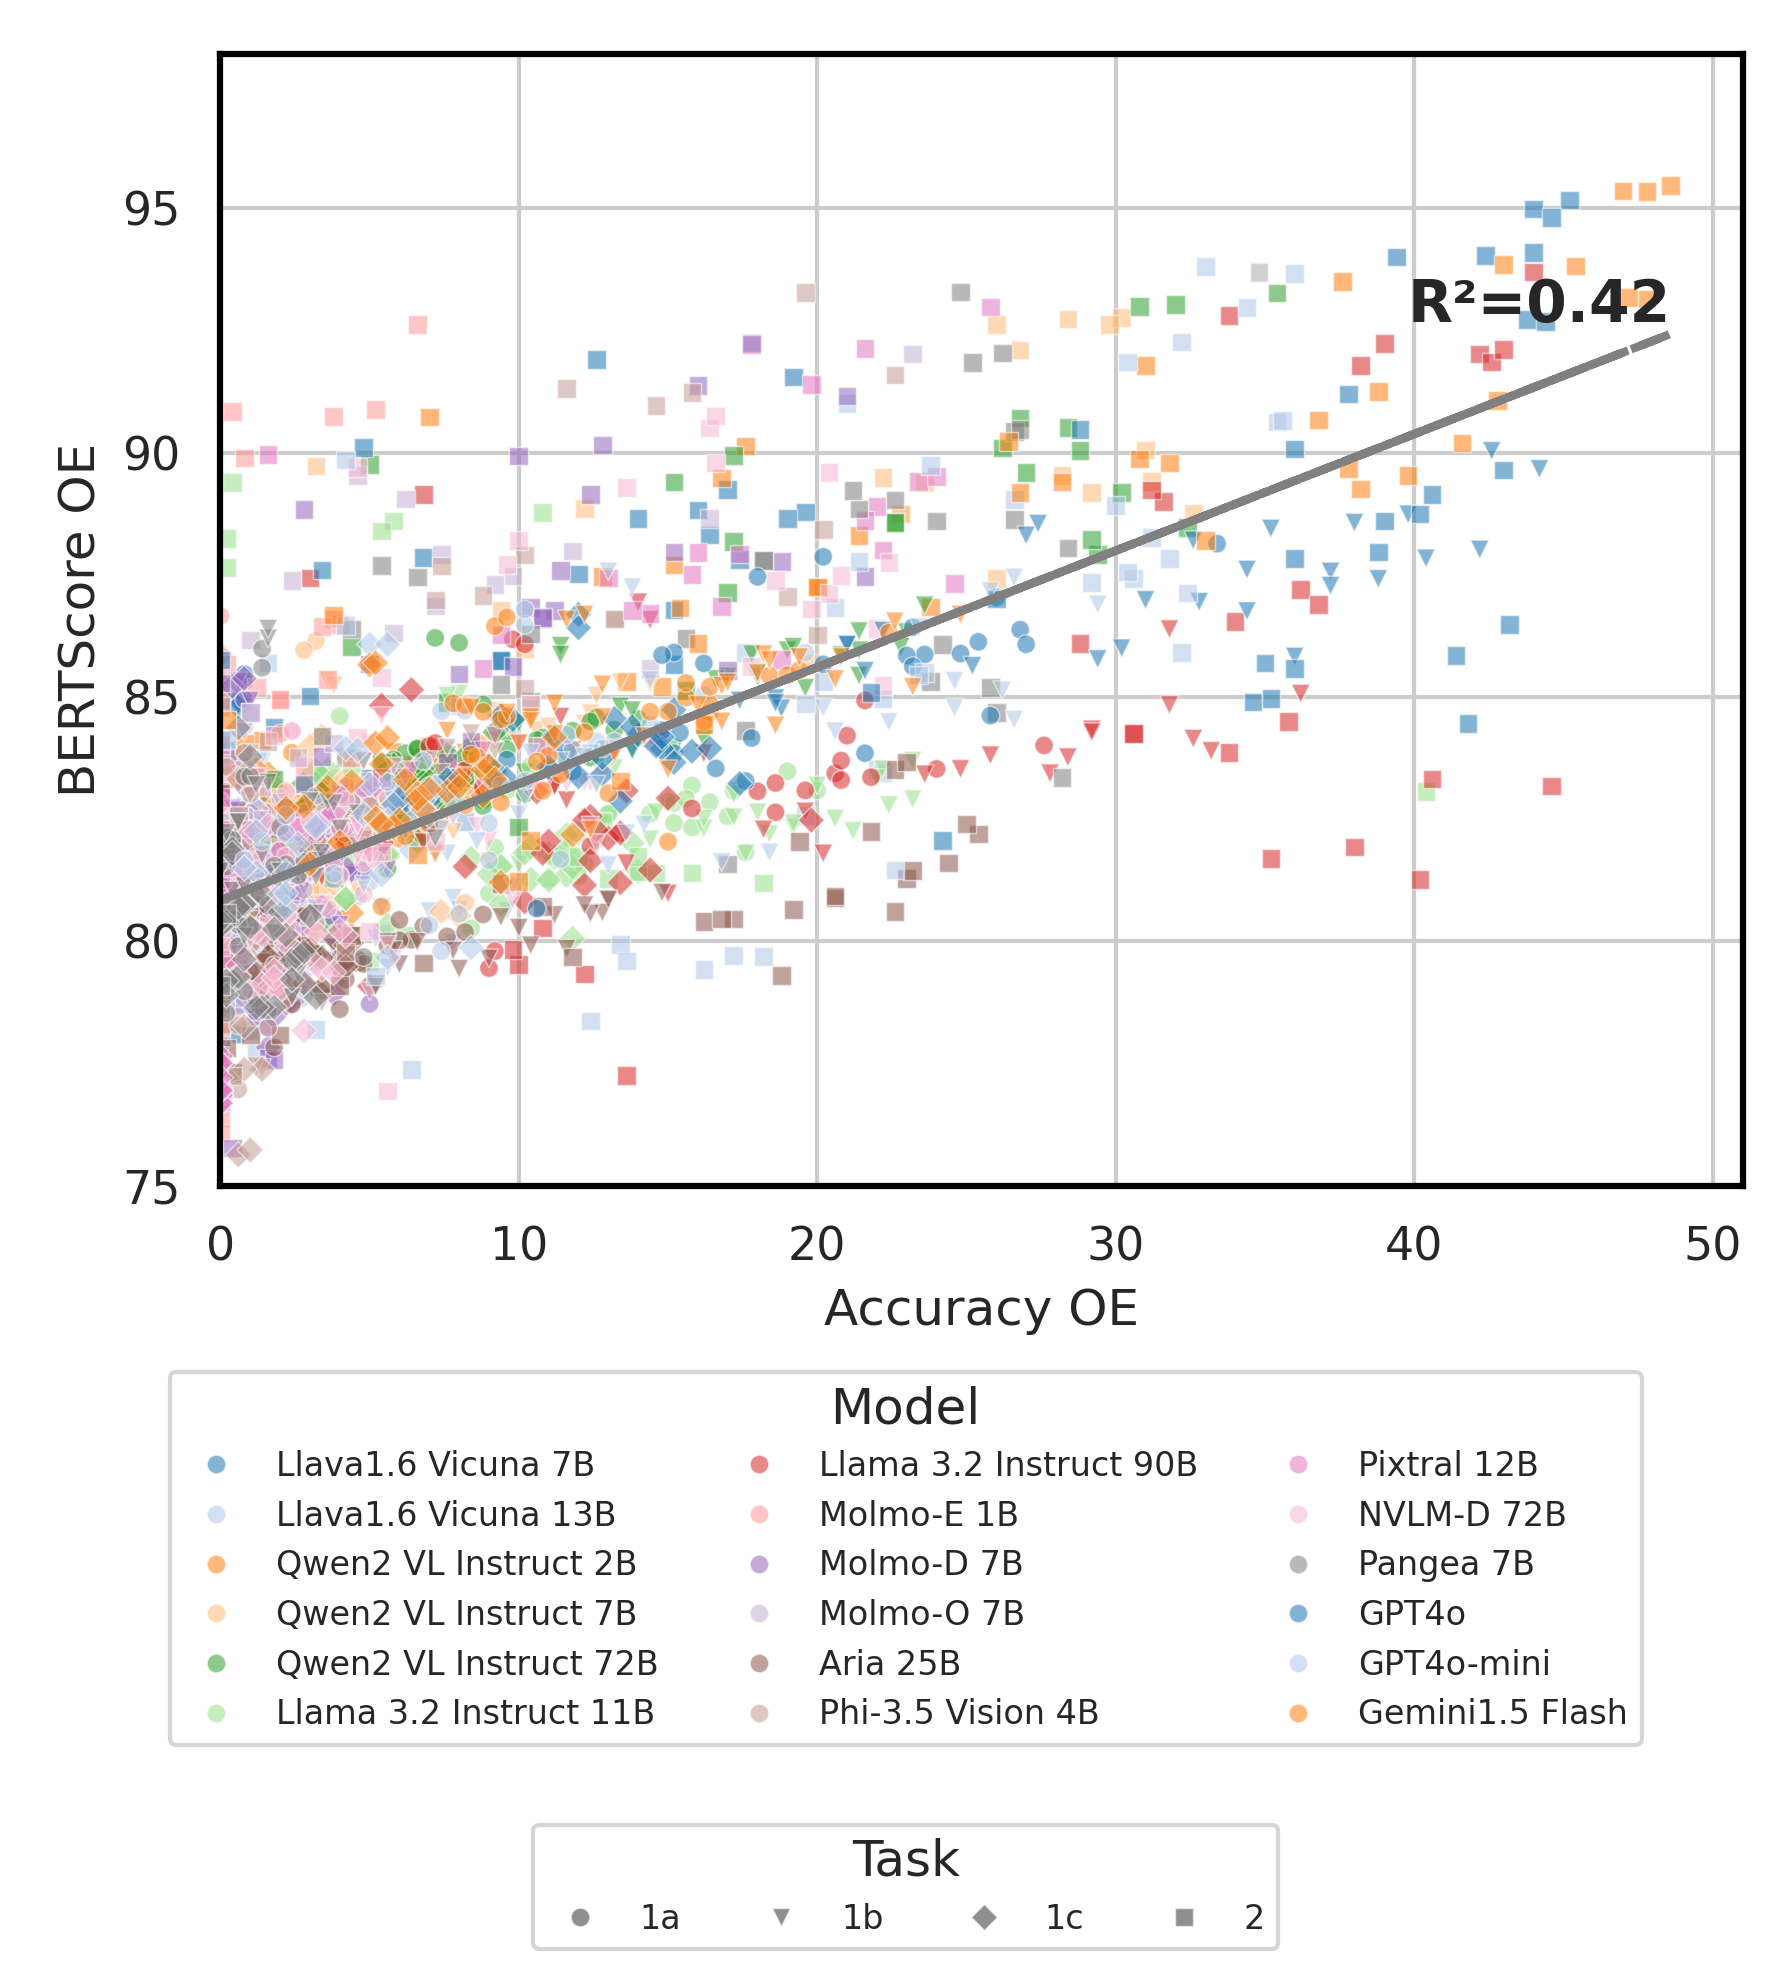 95
90
85
80
75
BERTScore OE
R²=0.42
0 10 20 30 40 50
Accuracy OE
Model
Llava1.6 Vicuna 7B Llama 3.2 Instruct 90B Pixtral 12B
Llava1.6 Vicuna 13B Molmo-E 1B NVLM-D 72B
Qwen2 VL Instruct 2B Molmo-D 7B Pangea 7B
Qwen2 VL Instruct 7B Molmo-O 7B GPT4o
Qwen2 VL Instruct 72B Aria 25B GPT4o-mini
Llama 3.2 Instruct 11B Phi-3.5 Vision 4B Gemini1.5 Flash
Task
1a 1b 1c 2